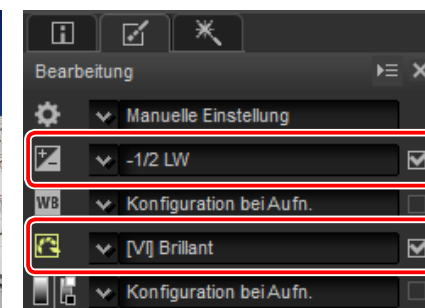 Bearbeitung
Manuelle Einstellung
-1/2 LW
WB
Konfiguration bei Aufn.
[VI] Brillant
Konfiguration bei Aufn.